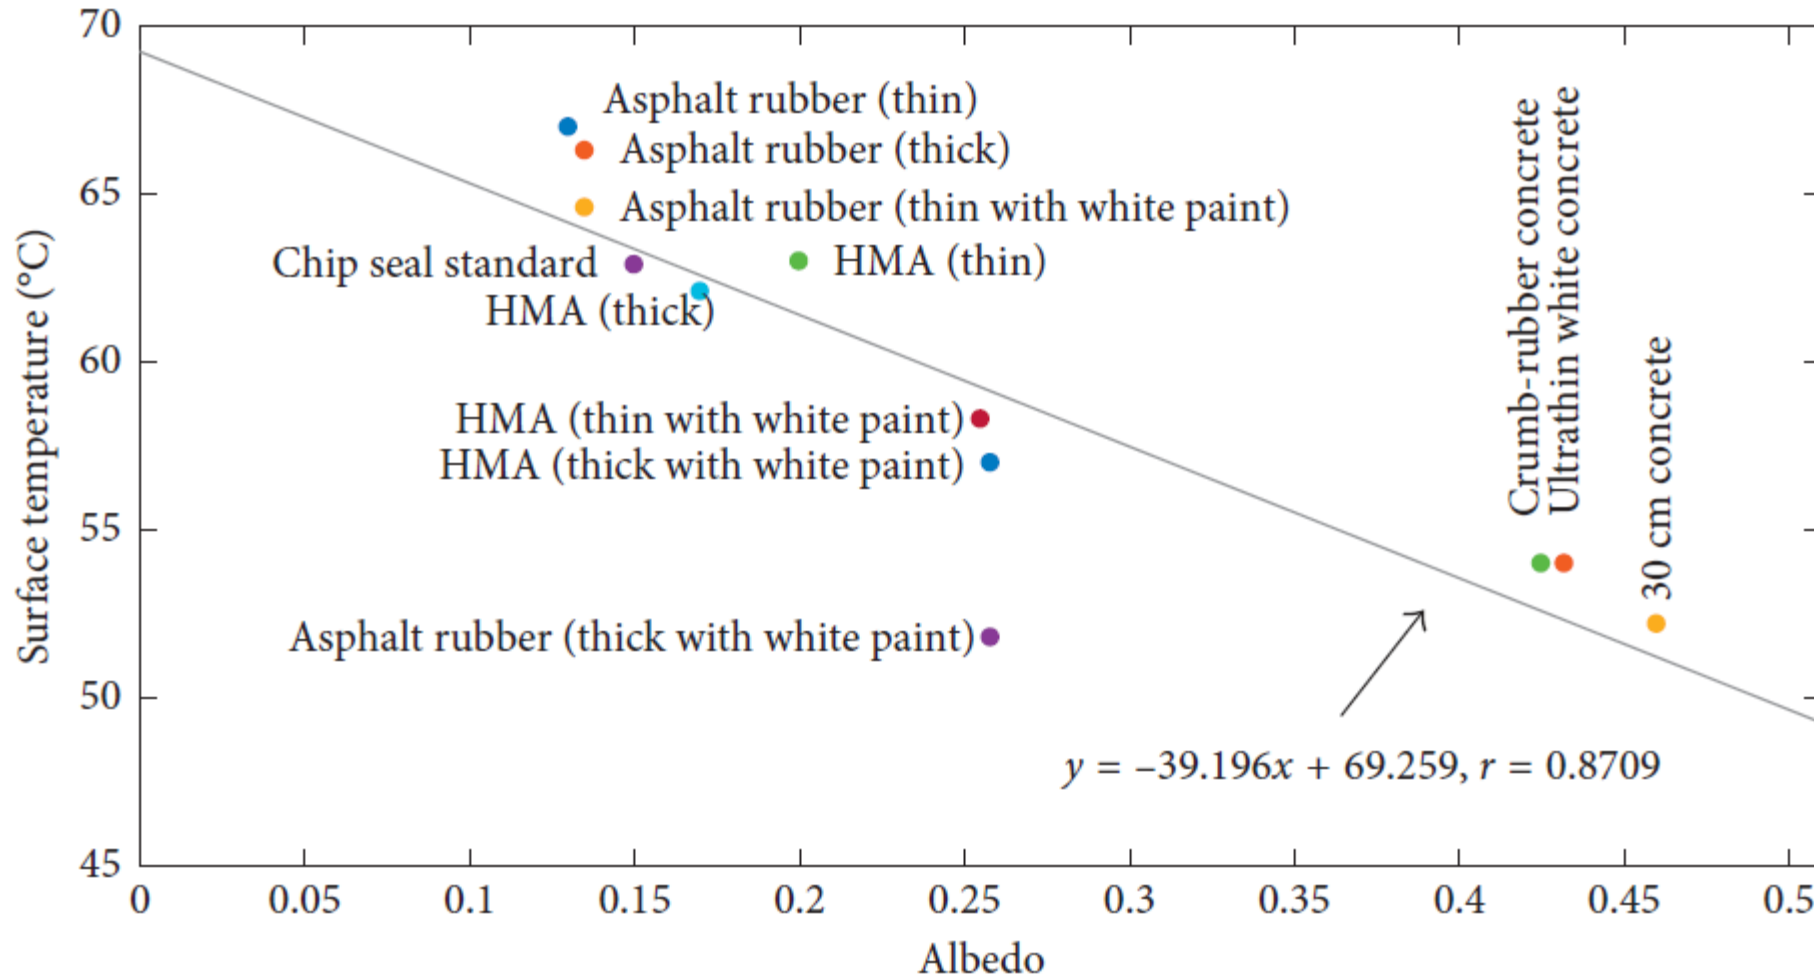 70
65
60
55
50
45
Surface temperature (°C)
Asphalt rubber (thin)
Asphalt rubber (thick)
Asphalt rubber (thin with white paint)
Chip seal standard
HMA (thin)
HMA (thick)
HMA (thin with white paint)
HMA (thick with white paint)
Asphalt rubber (thick with white paint)
Crumb-rubber concrete
Ultrathin white concrete
30 cm concrete
y = –39.196x + 69.259, r = 0.8709
0 0.05 0.1 0.15 0.2 0.25 0.3 0.35 0.4 0.45 0.5
Albedo